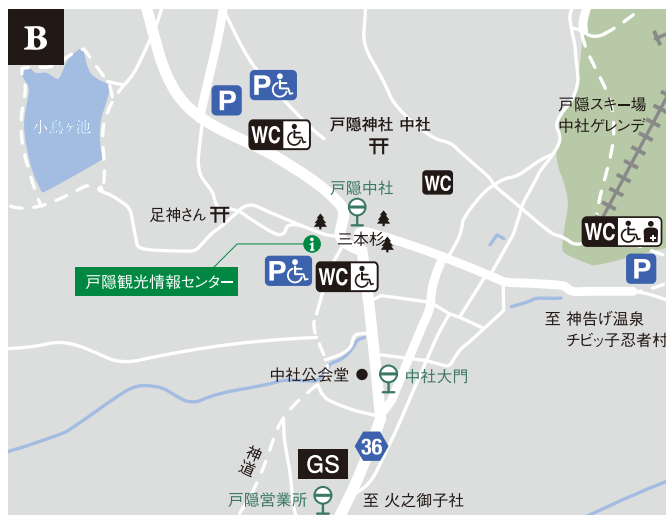 B
P
P
小鳥ヶ池
WC
戸隠神社 中社
戸隠スキー場
中社ゲレンデ
WC
戸隠中社
足神さん
三本杉
WC
i
P
WC
P
戸隠観光情報センター
至 神告げ温泉
チビッ子忍者村
中社公会堂
中社大門
36
神道
GS
戸隠営業所
至 火之御子社